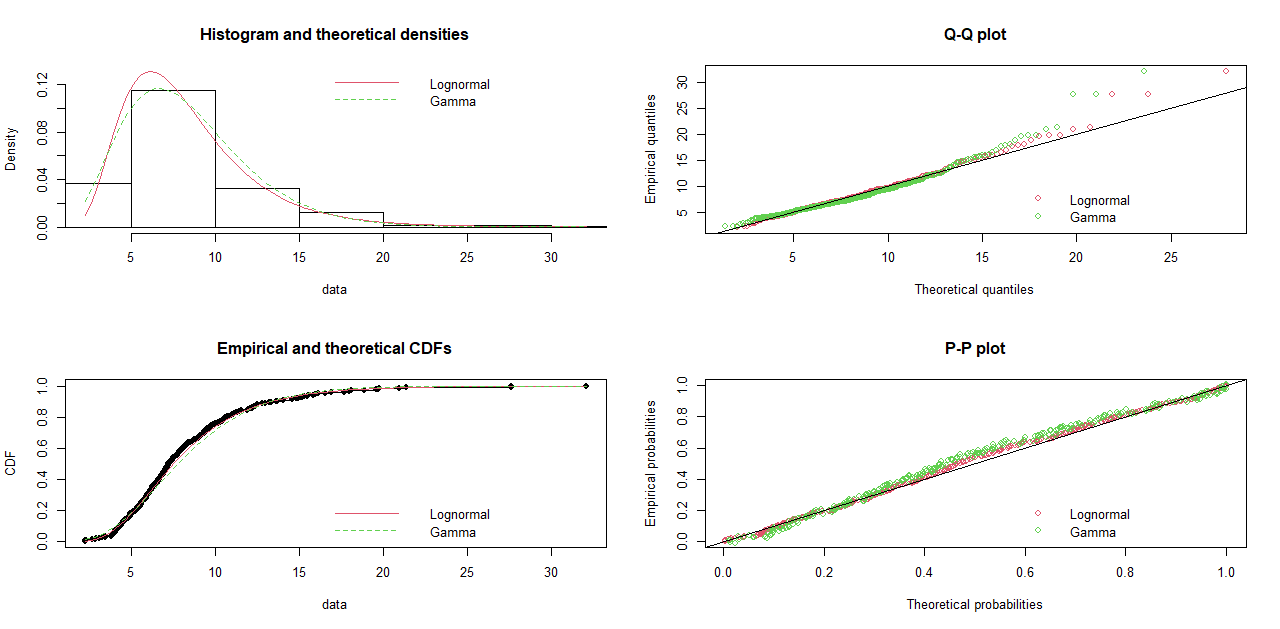 Histogram and theoretical densities
Density
0.00
0.04
0.08
0.12
Lognormal
Gamma
5
10
15
20
25
30
data
Q-Q plot
Empirical quantiles
5
10
15
20
25
30
Lognormal
Gamma
5
10
15
20
25
Theoretical quantiles
Empirical and theoretical CDFs
CDF
0.0
0.2
0.4
0.6
0.8
1.0
Lognormal
Gamma
5
10
15
20
25
30
data
P-P plot
Empirical probabilities
0.0
0.2
0.4
0.6
0.8
1.0
Lognormal
Gamma
0.0
0.2
0.4
0.6
0.8
1.0
Theoretical probabilities